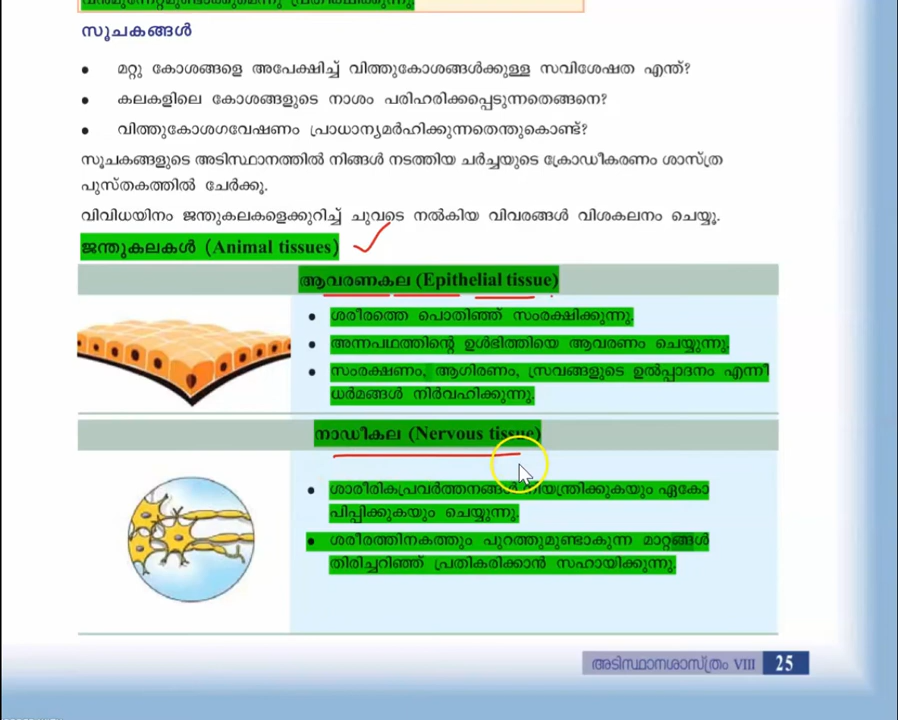 സൂചകങ്ങൾ
• മറ്റു കോശങ്ങളെ അപേക്ഷിച്ച് വിത്തുകോശങ്ങൾക്കുള്ള സവിശേഷത എന്ത്?
• കലകളിലെ കോശങ്ങളുടെ നാശം പരിഹരിക്കപ്പെടുന്നതെങ്ങനെ?
• വിത്തുകോശഗവേഷണം പ്രാധാന്യമർഹിക്കുന്നതെന്തുകൊണ്ട്?
സൂചകങ്ങളുടെ അടിസ്ഥാനത്തിൽ നിങ്ങൾ നടത്തിയ ചർച്ചയുടെ ക്രോഡീകരണം ശാസ്ത്ര
പുസ്തകത്തിൽ ചേർക്കൂ.
വിവിധയിനം ജന്തുകലകളെക്കുറിച്ച് ചുവടെ നൽകിയ വിവരങ്ങൾ വിശകലനം ചെയ്യൂ.
ജന്തുകലകൾ (Animal tissues)
ആവരണകല (Epithelial tissue)
• ശരീരത്തെ പൊതിഞ്ഞ് സംരക്ഷിക്കുന്നു.
• അന്നപഥത്തിന്റെ ഉൾഭിത്തിയെ ആവരണം ചെയ്യുന്നു.
• സംരക്ഷണം, ആഗിരണം, സ്രവങ്ങളുടെ ഉൽപ്പാദനം എന്നീ
ധർമങ്ങൾ നിർവഹിക്കുന്നു.
നാഡീകല (Nervous tissue)
• ശാരീരികപ്രവർത്തനങ്ങൾ നിയന്ത്രിക്കുകയും ഏകോ
പിപ്പിക്കുകയും ചെയ്യുന്നു.
• ശരീരത്തിനകത്തും പുറത്തുമുണ്ടാകുന്ന മാറ്റങ്ങൾ
തിരിച്ചറിഞ്ഞ് പ്രതികരിക്കാൻ സഹായിക്കുന്നു.
അടിസ്ഥാനശാസ്ത്രം VIII 25